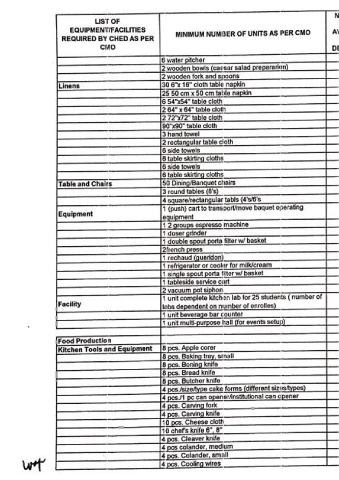 LIST OF
EQUIPMENT/FACILITIES
REQUIRED BY CHED AS PER
CMO
MINIMUM NUMBER OF UNITS AS PER CMO
6 water pitcher
2 wooden bowls (caesar salad preparation)
2 wooden fork and spoons
Linens
30 6"x 16" cloth table napkin
25 50 cm x 50 cm table napkin
6 54"x54" table cloth
2 64" x 64" table cloth
2 72"x72" table cloth
90"x90" table cloth
3 hand towel
2 rectangular table cloth
6 side towels
6 table skirting cloths
6 side towels
6 table skirting cloths
Table and Chairs
50 Dining/Banquet chairs
3 round tables (8's)
4 square/rectangular tabls (4's/6's
Equipment
1 (push) cart to transport/move baquet operating
equipment
1 2 groups espresso machine
1 doser grinder
1 double spout porta filter w/ basket
2french press
1 rechaud (gueridon)
1 refrigerator or cooler for milk/cream
1 single spout porta filter w/ basket
1 tableside service cart
2 vacuum pot siphon
Facility
1 unit complete kitchen lab for 25 students ( number of
labs dependent on number of enrolles)
1 unit beverage bar counter
1 unit multi-purpose hall (for events setup)
Food Production
Kitchen Tools and Equipment
8 pcs. Apple corer
8 pcs. Baking tray, small
8 pcs. Boning knife
8 pcs. Bread knife
8 pcs. Butcher knife
4 pcs./size/type cake forms (different sizes/types)
4 pcs./1 pc can opener/institutional can opener
4 pcs. Carving fork
4 pcs. Carving knife
10 pcs. Cheese cloth
10 chef's knife 6", 8"
4 pcs. Cleaver knife
4 pcs colander, medium
4 pcs. Colander, small
4 pcs. Cooling wires